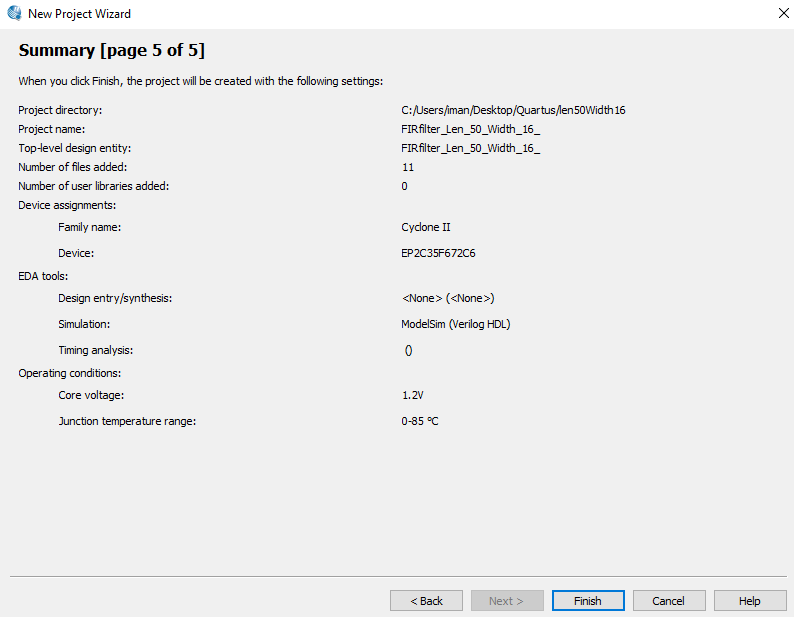 New Project Wizard
Summary [page 5 of 5]
When you click Finish, the project will be created with the following settings:
Project directory: C:/Users/iman/Desktop/Quartus/len50Width16
Project name: FIRfilter_Len_50_Width_16_
Top-level design entity: FIRfilter_Len_50_Width_16_
Number of files added: 11
Number of user libraries added: 0
Device assignments:
Family name: Cyclone II
Device: EP2C35F672C6
EDA tools:
Design entry/synthesis: <None> (<None>)
Simulation: ModelSim (Verilog HDL)
Timing analysis: ()
Operating conditions:
Core voltage: 1.2V
Junction temperature range: 0-85 °C
< Back Next > Finish Cancel Help